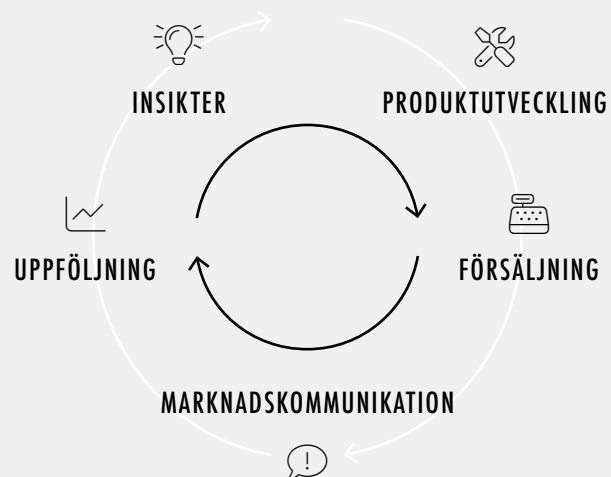 INSIKTER
PRODUKTUTVECKLING
UPPFÖLJNING
FÖRSÄLJNING
MARKNADSKOMMUNIKATION
!